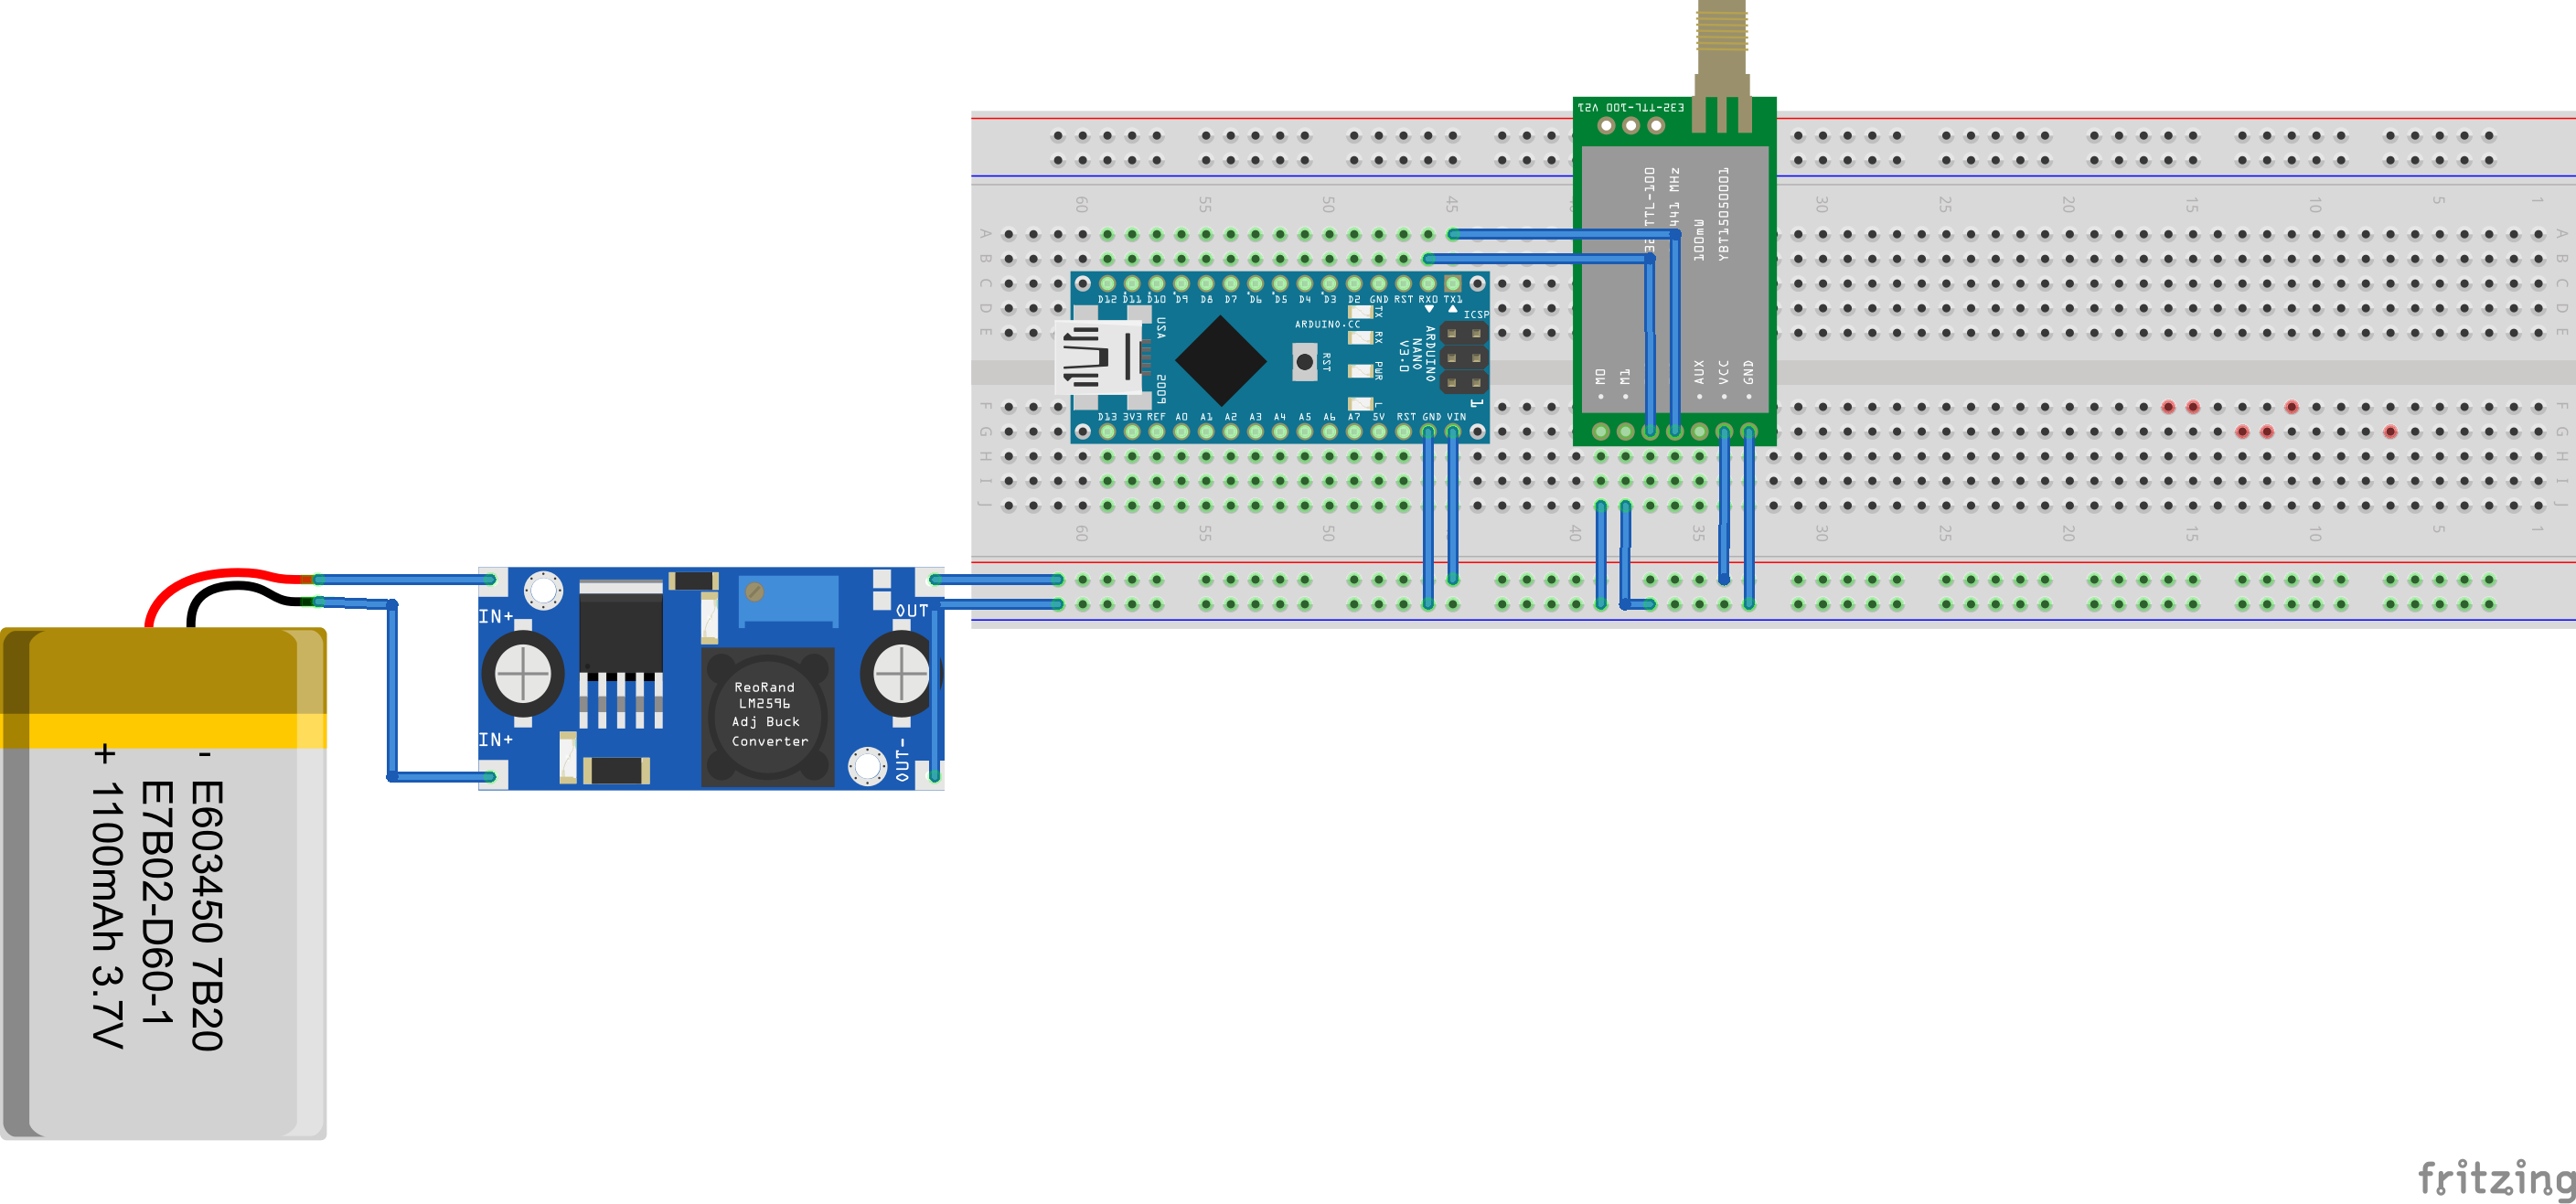 E32-TTL-100 V21
32-TTL-100
441 MHz
100mW
YBT15050001
M0
M1
AUX
VCC
GND
60
55
50
45
30
25
20
15
10
5
1
A
B
C
D
E
A
B
C
D
E
D12
D11
D10
D9
D8
D7
D6
D5
D4
D3
D2
GND
RST
RX0
TX1
USA
2009
ARDUINO.CC
RST
TX
RX
PWR
L
ARDUINO
NANO
V3.0
ICSP
1
D13
3V3
REF
A0
A1
A2
A3
A4
A5
A6
A7
5V
RST
GND
VIN
F
G
H
I
J
F
G
H
I
J
60
55
50
40
35
30
25
20
15
10
5
1
IN+
IN+
OUT
OUT-
ReoRand
LM2596
Adj Buck
Converter
- E603450 7B20
E7B02-D60-1
+ 1100mAh 3.7V
fritzing